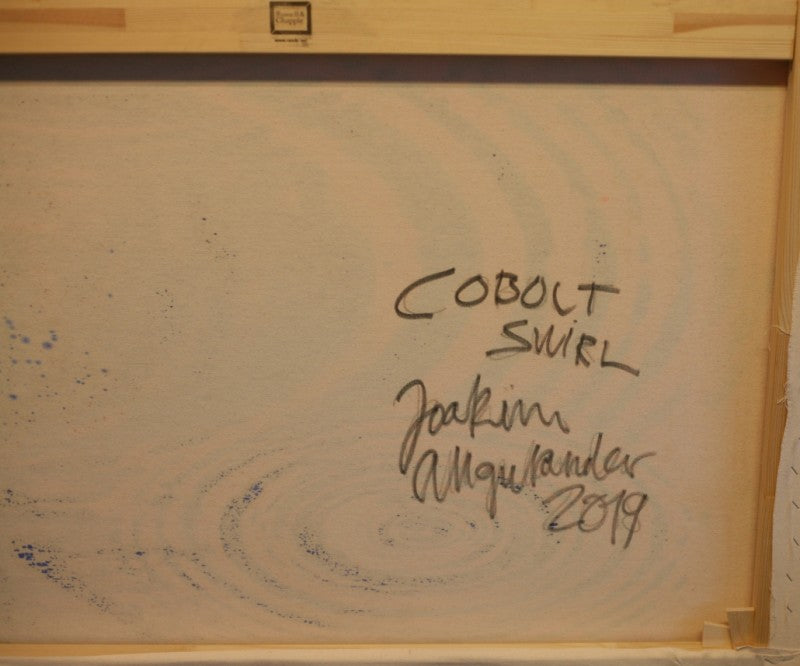 COBOLT
SWIRL
Joakim
Allgulander
2019